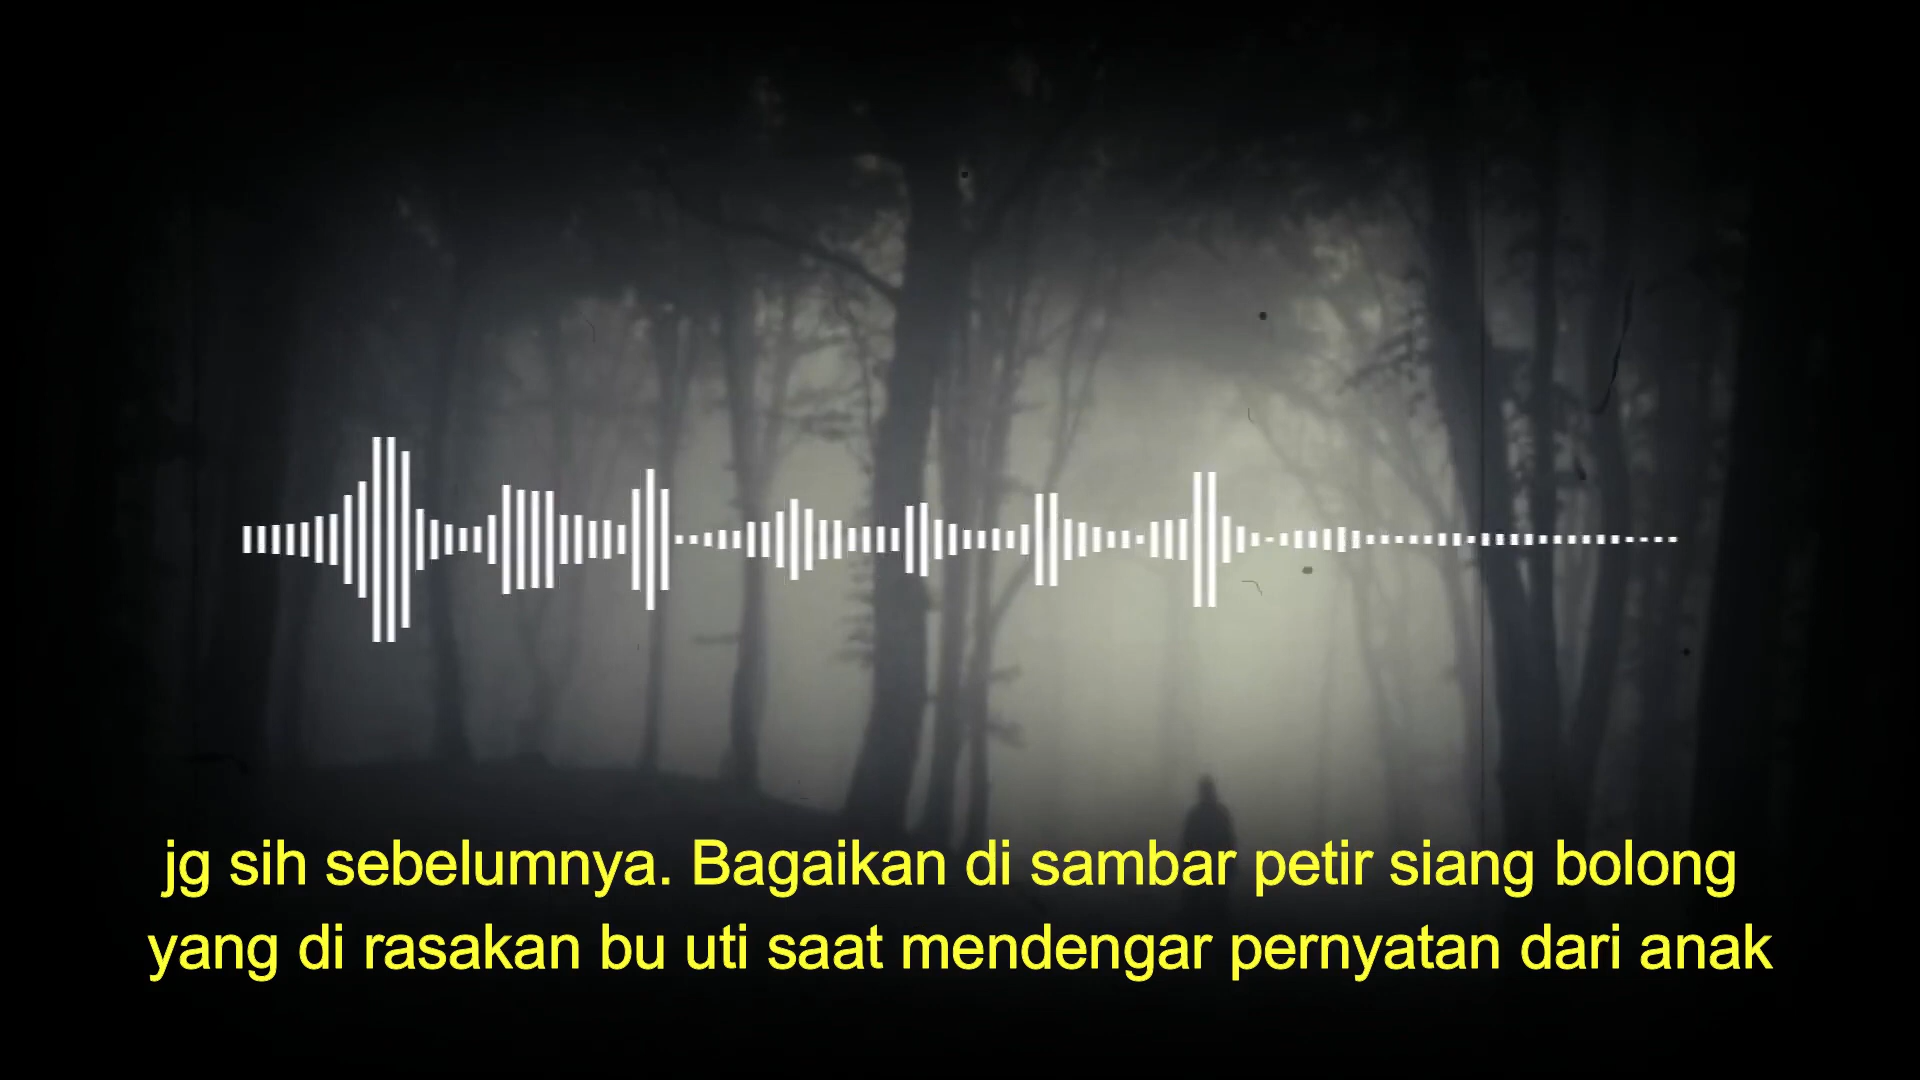 jg sih sebelumnya. Bagaikan di sambar petir siang bolong
yang di rasakan bu uti saat mendengar pernyatan dari anak